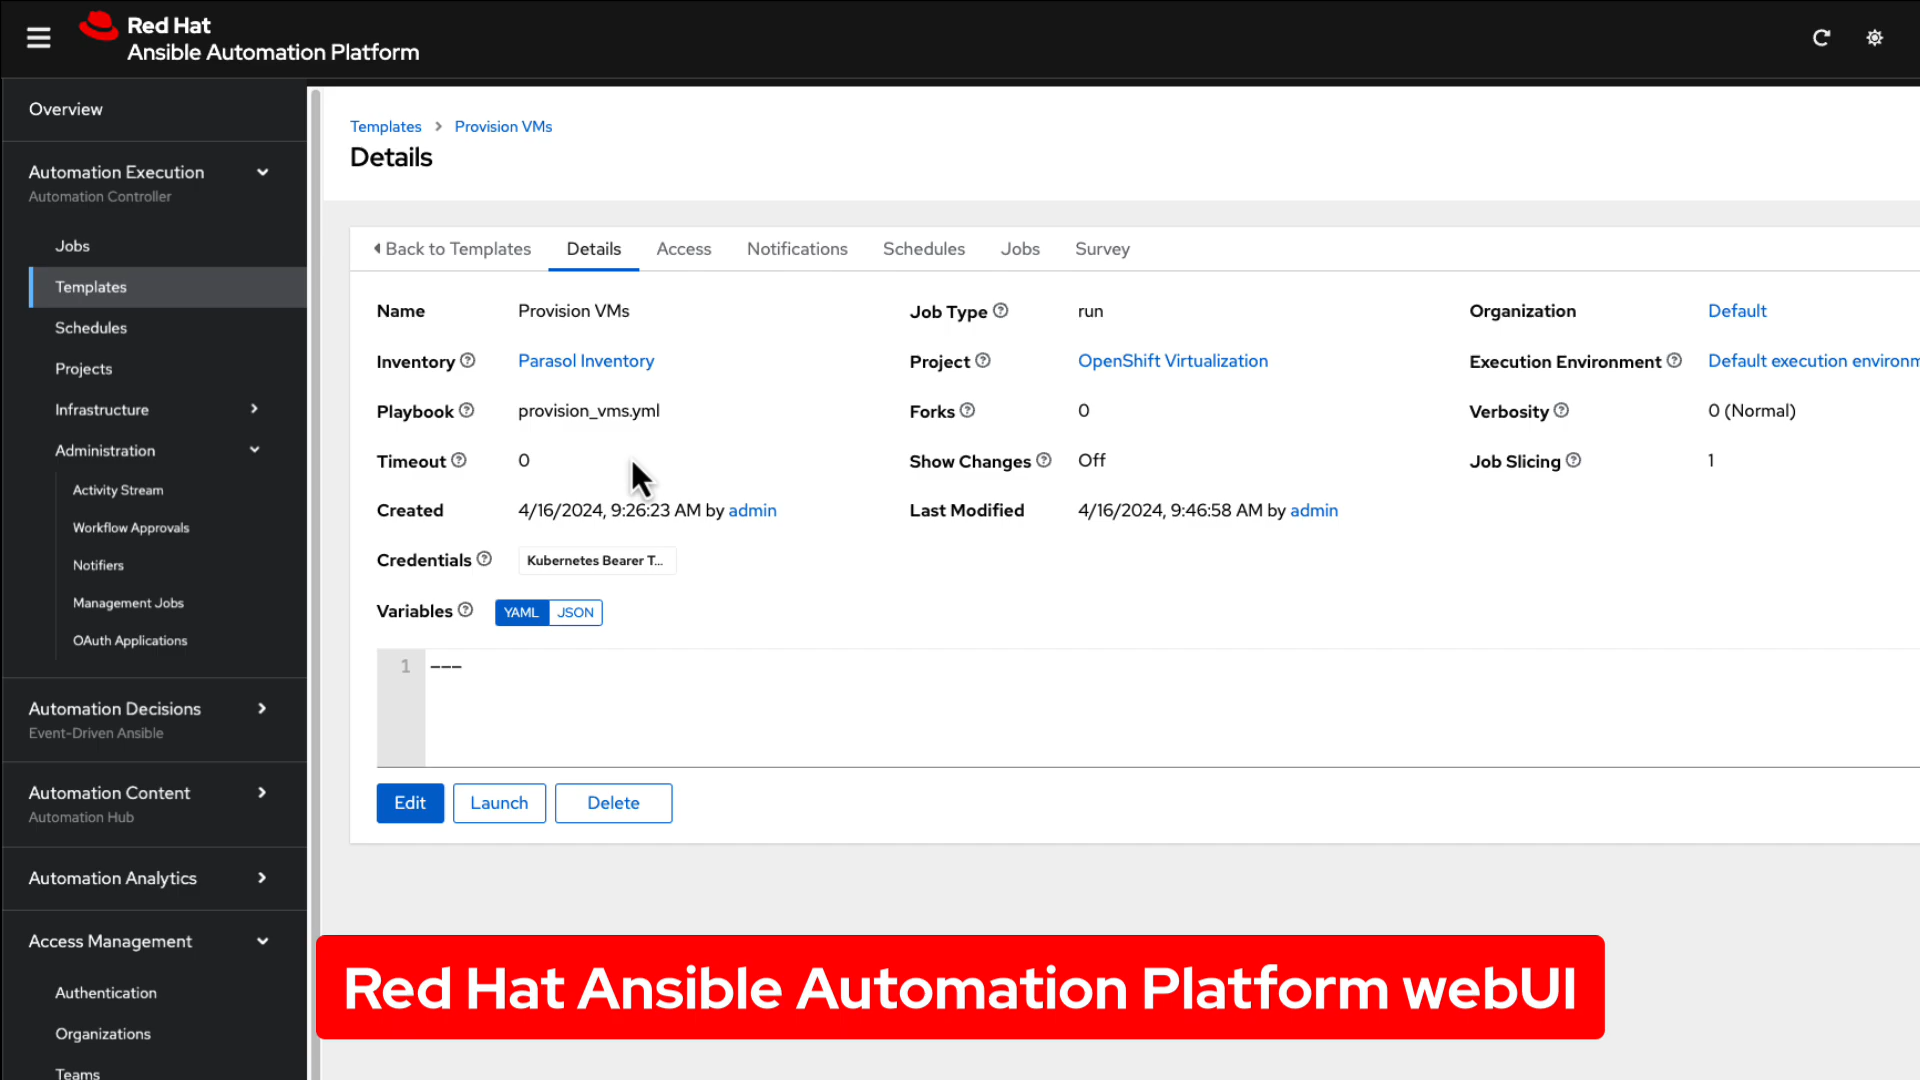 Red Hat
Ansible Automation Platform
Overview
Automation Execution
Automation Controller
Jobs
Templates
Schedules
Projects
Infrastructure
Administration
Activity Stream
Workflow Approvals
Notifiers
Management Jobs
OAuth Applications
Automation Decisions
Event-Driven Ansible
Automation Content
Automation Hub
Automation Analytics
Access Management
Authentication
Organizations
Teams
Templates > Provision VMs
Details
Back to Templates Details Access Notifications Schedules Jobs Survey
Name Provision VMs Job Type run Organization Default
Inventory Parasol Inventory Project OpenShift Virtualization Execution Environment Default execution environm
Playbook provision_vms.yml Forks 0 Verbosity 0 (Normal)
Timeout 0 Show Changes Off Job Slicing 1
Created 4/16/2024, 9:26:23 AM by admin Last Modified 4/16/2024, 9:46:58 AM by admin
Credentials Kubernetes Bearer T...
Variables YAML JSON
1 ---
Edit Launch Delete
Red Hat Ansible Automation Platform webUI